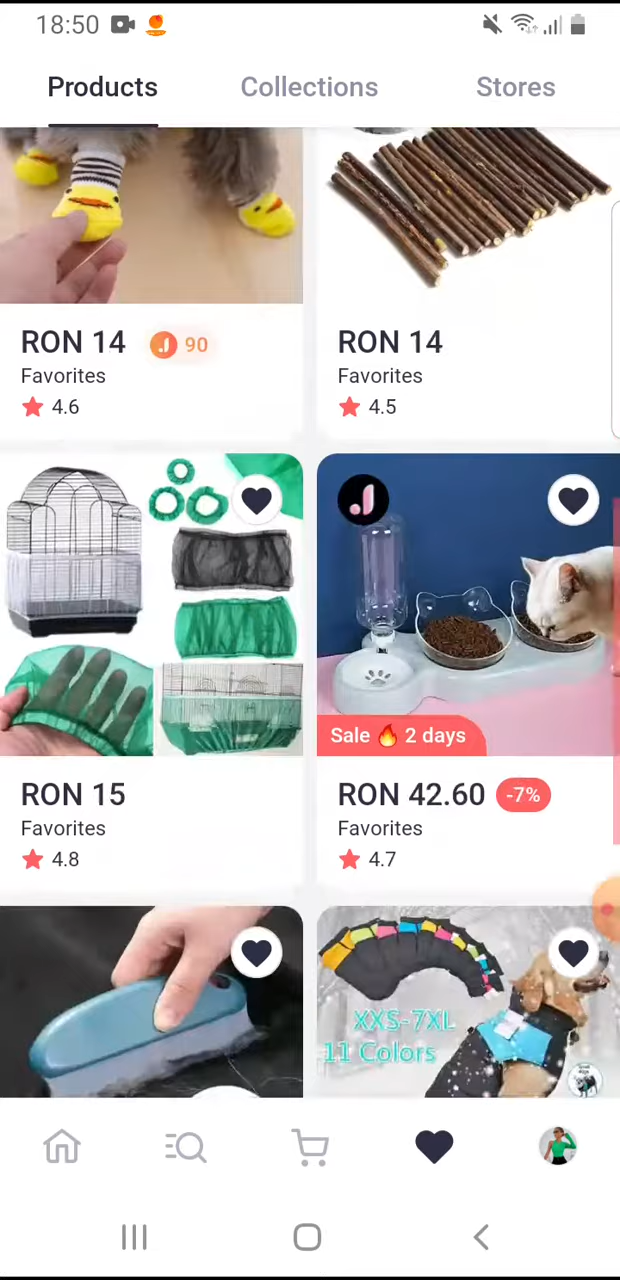 18:50
Products Collections Stores
RON 14 90
Favorites
4.6
RON 14
Favorites
4.5
Sale 🔥 2 days
RON 15
Favorites
4.8
RON 42.60 -7%
Favorites
4.7
XXS-7XL
11 Colors